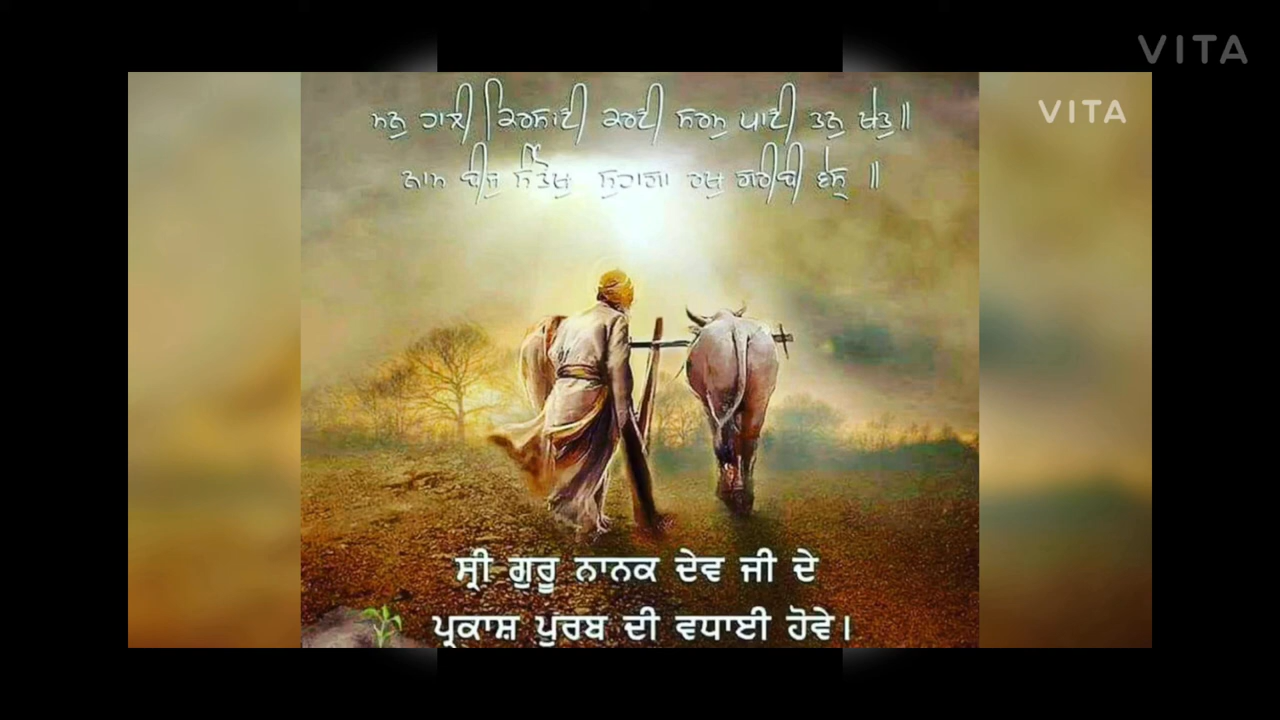 VITA
VITA
ਮਨੁ ਹਾਲੀ ਕਿਰਸਾਣੀ ਕਰਣੀ ਸਰਮੁ ਪਾਣੀ ਤਨੁ ਖੇਤੁ॥
ਨਾਮ ਬੀਜੁ ਸੰਤੋਖੁ ਸੁਹਾਗਾ ਰਖੁ ਗਰੀਬੀ ਵੇਸੁ ॥
ਸ੍ਰੀ ਗੁਰੂ ਨਾਨਕ ਦੇਵ ਜੀ ਦੇ
ਪ੍ਰਕਾਸ਼ ਪੁਰਬ ਦੀ ਵਧਾਈ ਹੋਵੇ।